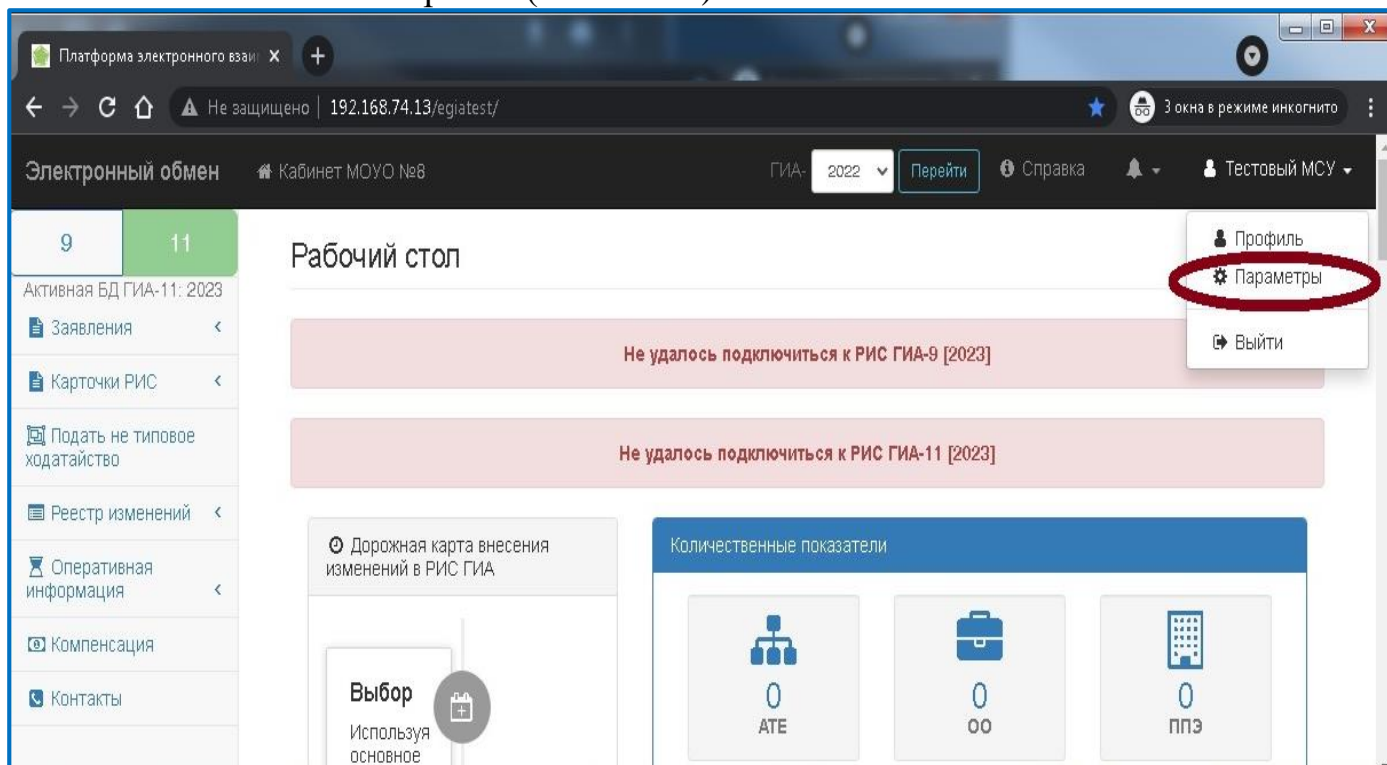 Платформа электронного взаи
Не защищено | 192.168.74.13/egiatest/
3 окна в режиме инкогнито
Электронный обмен
Кабинет МОУО №8
ГИА- 2022 Перейти
Справка
Тестовый МСУ
Профиль
Параметры
Выйти
9 11
Активная БД ГИА-11: 2023
Заявления
Карточки РИС
Подать не типовое
ходатайство
Реестр изменений
Оперативная
информация
Компенсация
Контакты
Рабочий стол
Не удалось подключиться к РИС ГИА-9 [2023]
Не удалось подключиться к РИС ГИА-11 [2023]
Дорожная карта внесения
изменений в РИС ГИА
Выбор
Используя
основное
Количественные показатели
0
АТЕ
0
ОО
0
ППЭ